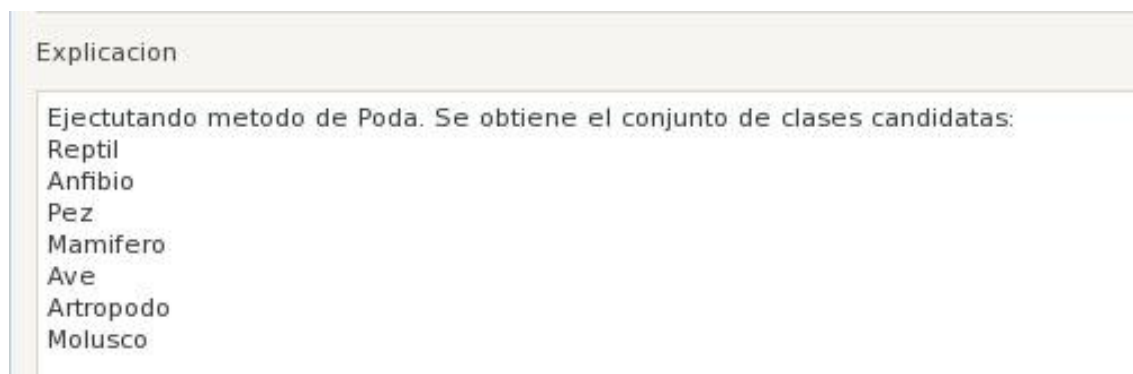 Explicacion
Ejectutando metodo de Poda. Se obtiene el conjunto de clases candidatas:
Reptil
Anfibio
Pez
Mamifero
Ave
Artropodo
Molusco